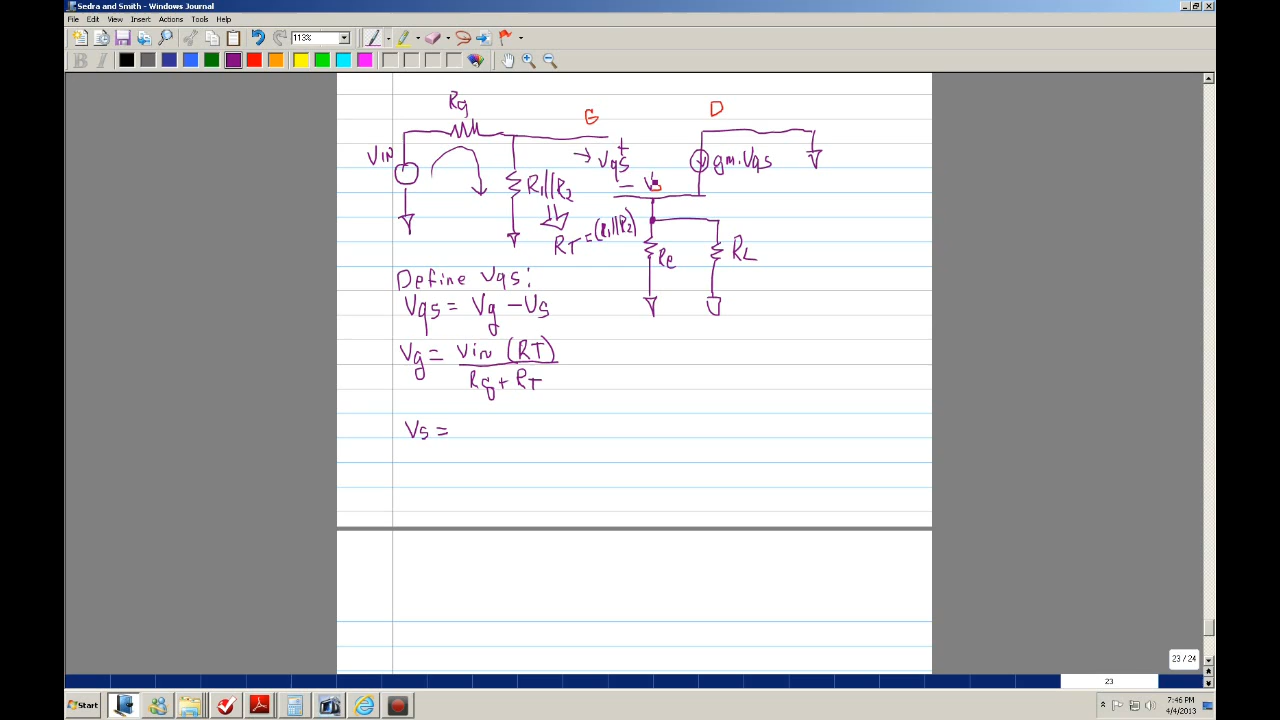 Sedra and Smith - Windows Journal
File Edit View Insert Actions Tools Help
113%
B I
Rg
G
D
VIN
→ Vgs
+
gm.Vgs
R1//R2
−
RT=(R1//R2)
Re
RL
Define Vgs:
Vgs = Vg - Vs
Vg = Vin (RT)
Rg + RT
Vs =
23 / 24
23
Start
7:46 PM
4/4/2013